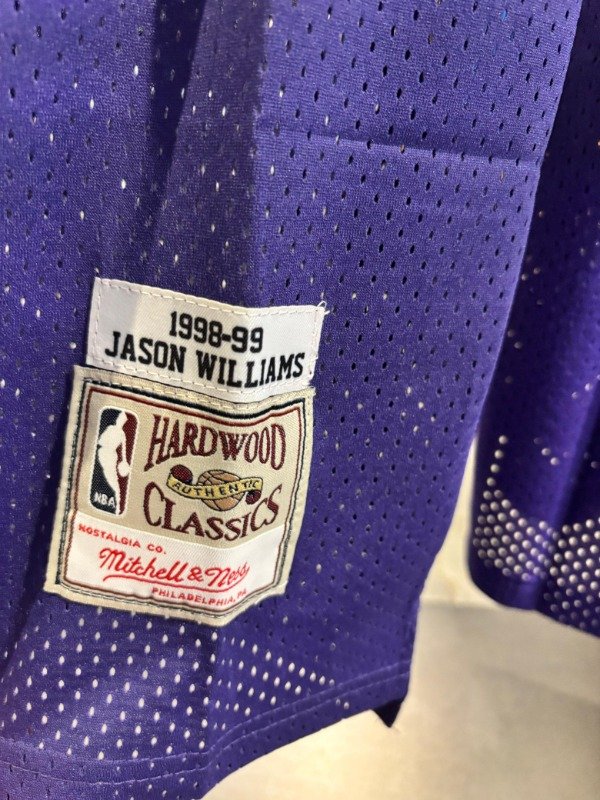 1998-99
JASON WILLIAMS
NBA
HARDWOOD
AUTHENTIC
CLASSICS
NOSTALGIA CO.
Mitchell & Ness
PHILADELPHIA, PA